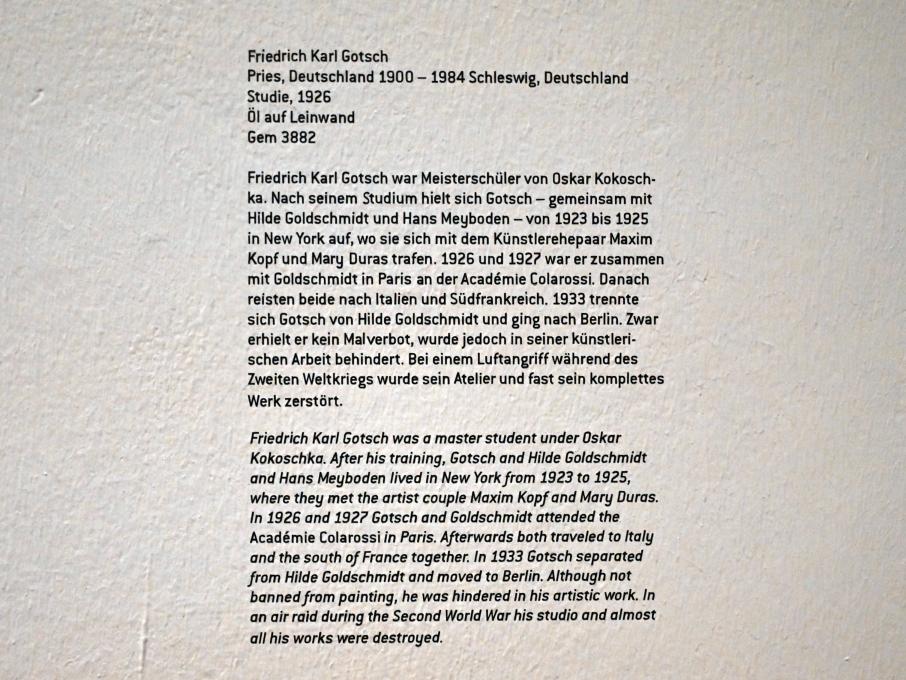 Friedrich Karl Gotsch
Pries, Deutschland 1900 – 1984 Schleswig, Deutschland
Studie, 1926
Öl auf Leinwand
Gem 3882
Friedrich Karl Gotsch war Meisterschüler von Oskar Kokosch-
ka. Nach seinem Studium hielt sich Gotsch – gemeinsam mit
Hilde Goldschmidt und Hans Meyboden – von 1923 bis 1925
in New York auf, wo sie sich mit dem Künstlerehepaar Maxim
Kopf und Mary Duras trafen. 1926 und 1927 war er zusammen
mit Goldschmidt in Paris an der Académie Colarossi. Danach
reisten beide nach Italien und Südfrankreich. 1933 trennte
sich Gotsch von Hilde Goldschmidt und ging nach Berlin. Zwar
erhielt er kein Malverbot, wurde jedoch in seiner künstleri-
schen Arbeit behindert. Bei einem Luftangriff während des
Zweiten Weltkriegs wurde sein Atelier und fast sein komplettes
Werk zerstört.
Friedrich Karl Gotsch was a master student under Oskar
Kokoschka. After his training, Gotsch and Hilde Goldschmidt
and Hans Meyboden lived in New York from 1923 to 1925,
where they met the artist couple Maxim Kopf and Mary Duras.
In 1926 and 1927 Gotsch and Goldschmidt attended the
Académie Colarossi in Paris. Afterwards both traveled to Italy
and the south of France together. In 1933 Gotsch separated
from Hilde Goldschmidt and moved to Berlin. Although not
banned from painting, he was hindered in his artistic work. In
an air raid during the Second World War his studio and almost
all his works were destroyed.